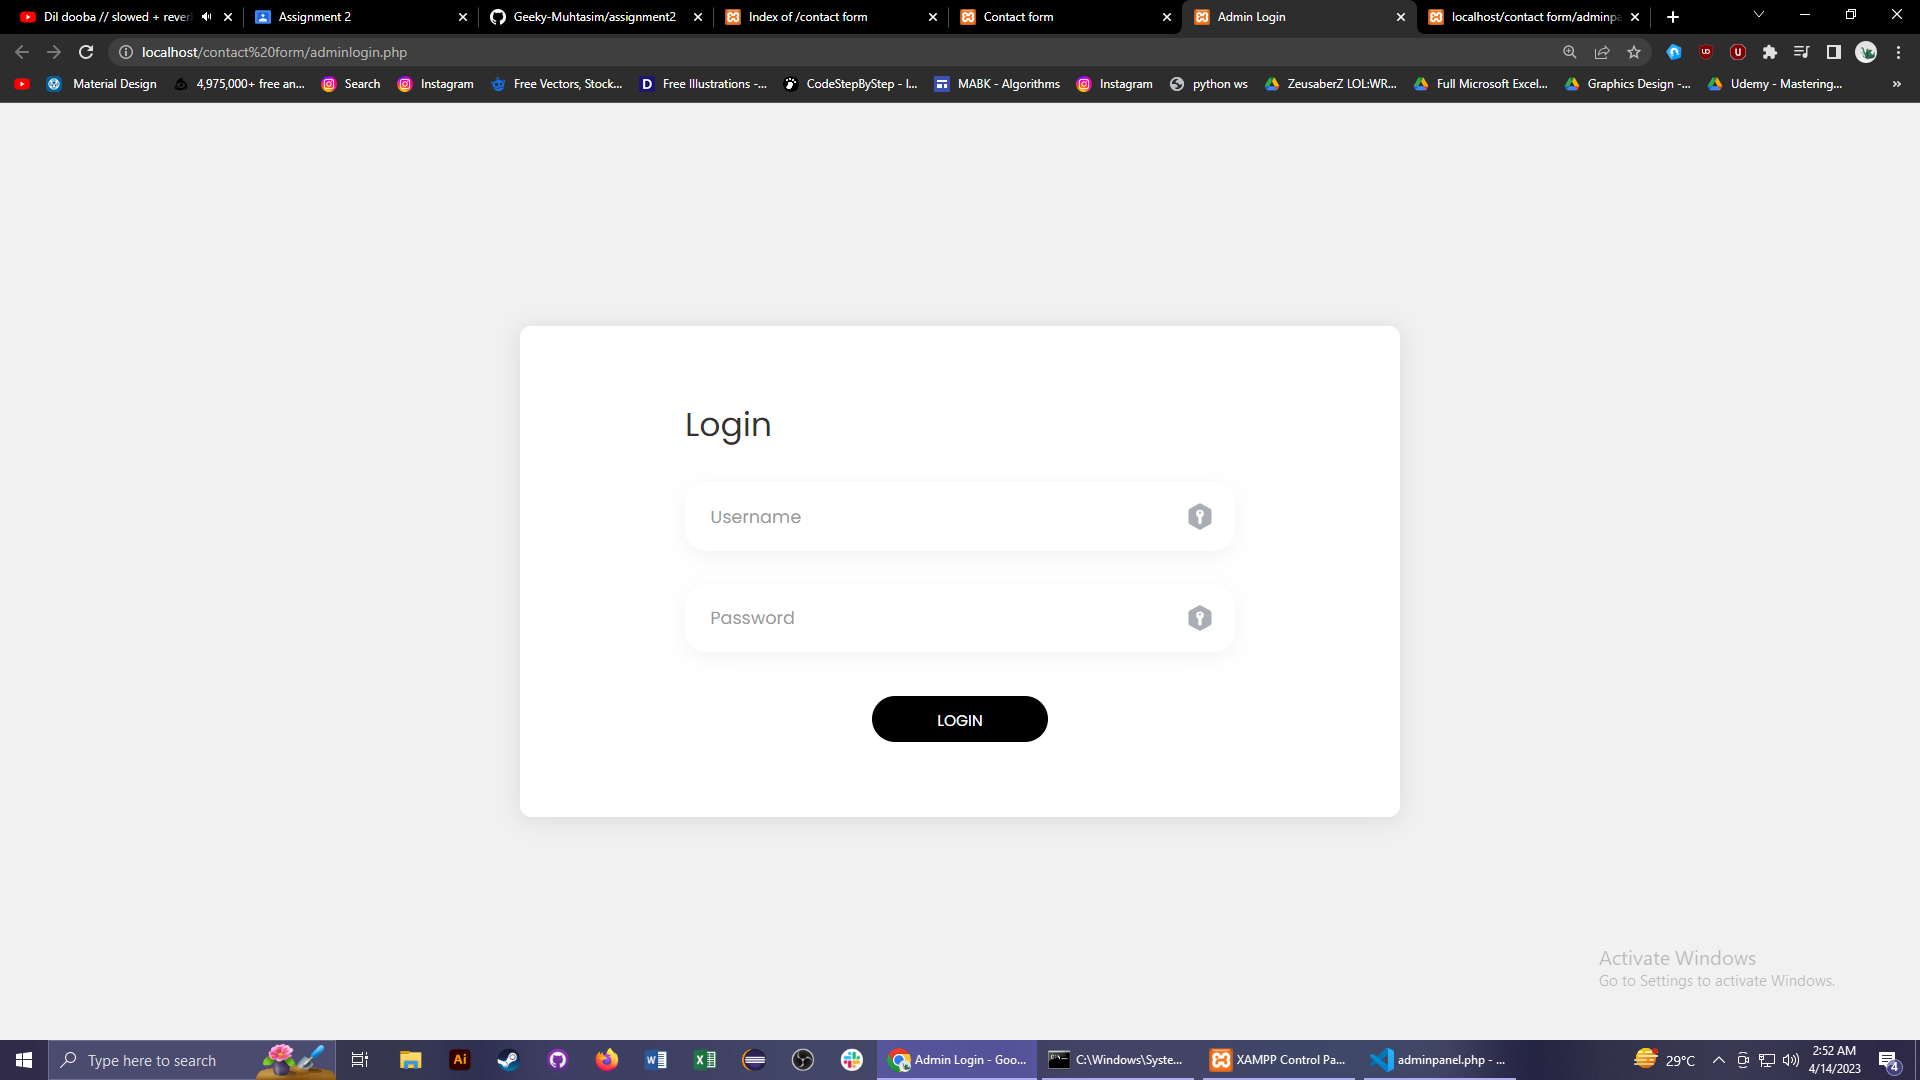 Dil dooba // slowed + rever
Assignment 2
Geeky-Muhtasim/assignment2
Index of /contact form
Contact form
Admin Login
localhost/contact form/adminpa
localhost/contact%20form/adminlogin.php
Material Design
4,975,000+ free an...
Search
Instagram
Free Vectors, Stock...
D
Free Illustrations -...
CodeStepByStep - I...
MABK - Algorithms
Instagram
python ws
ZeusaberZ LOL:WR...
Full Microsoft Excel...
Graphics Design -...
Udemy - Mastering...
»
Login
Username
Password
LOGIN
Activate Windows
Go to Settings to activate Windows.
Type here to search
Ai
Admin Login - Goo...
C:\Windows\Syste...
XAMPP Control Pa...
adminpanel.php - ...
29°C
2:52 AM
4/14/2023
4